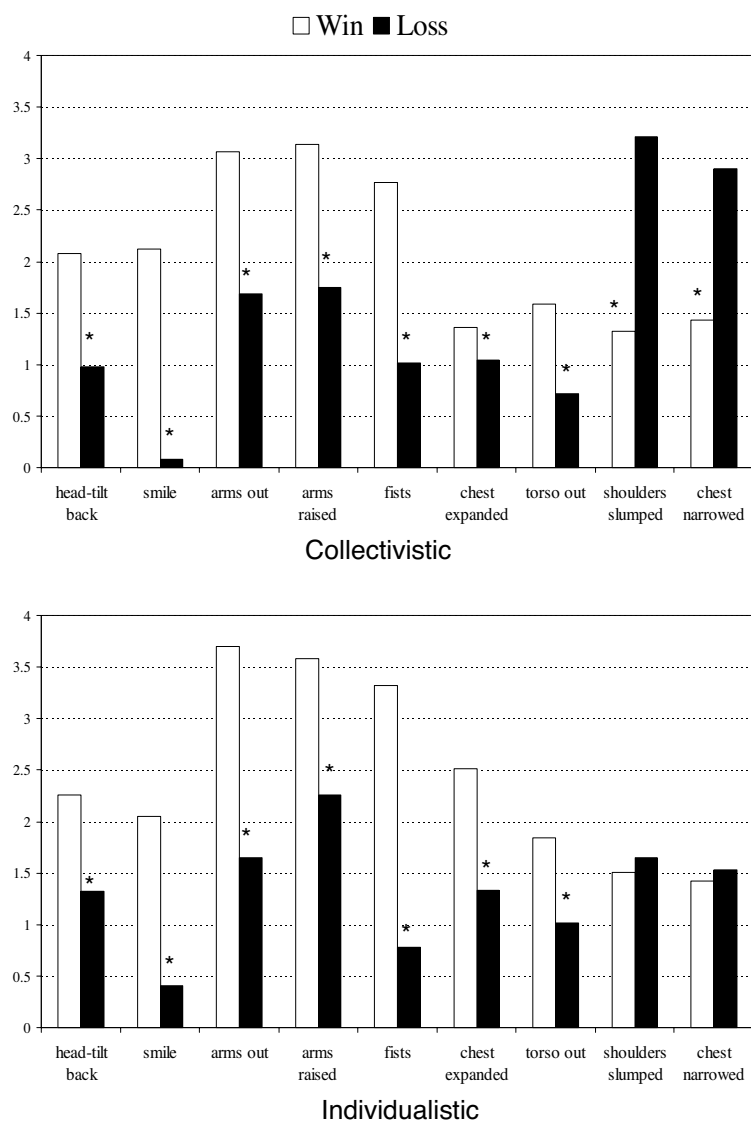 Win Loss
4
3.5
3
2.5
2
1.5
1
0.5
0
* * * * * * * * *
head-tilt back smile arms out arms raised fists chest expanded torso out shoulders slumped chest narrowed
Collectivistic
4
3.5
3
2.5
2
1.5
1
0.5
0
* * * * * * *
head-tilt back smile arms out arms raised fists chest expanded torso out shoulders slumped chest narrowed
Individualistic